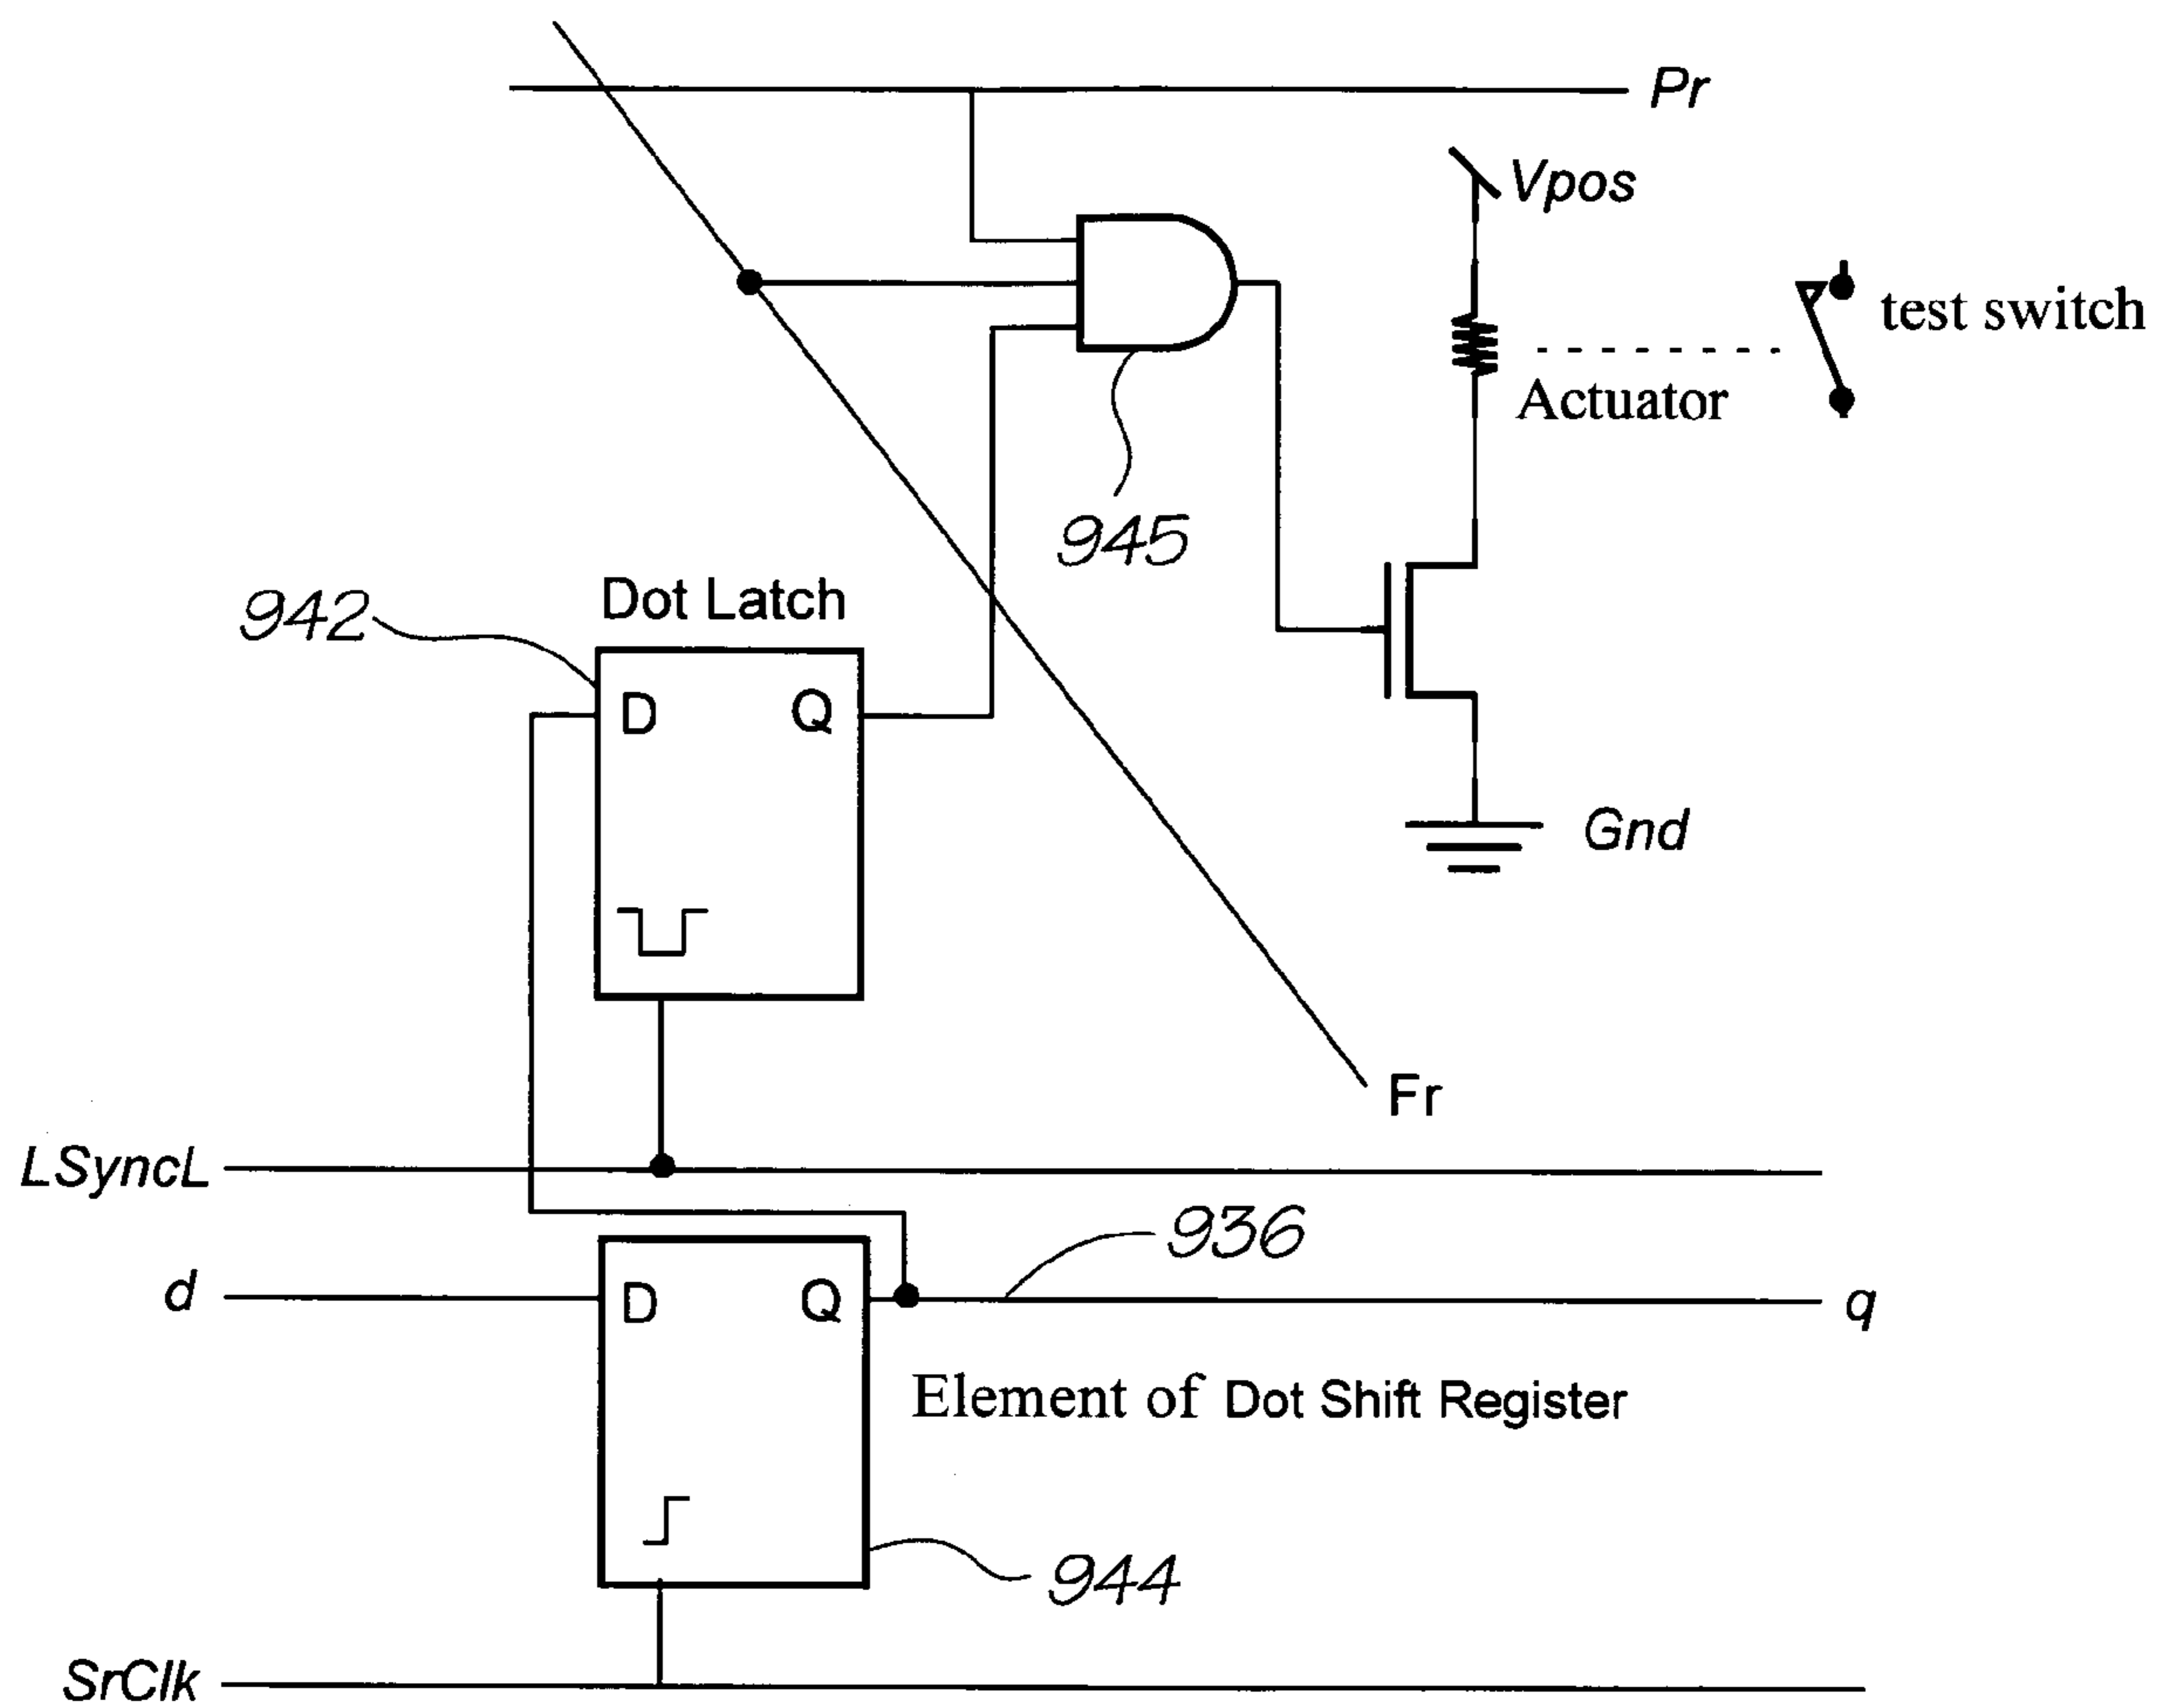 Pr
Vpos
test switch
Actuator
945
942
Dot Latch
D
Q
Gnd
Fr
LSyncL
936
d
D
Q
q
Element of Dot Shift Register
944
SrClk